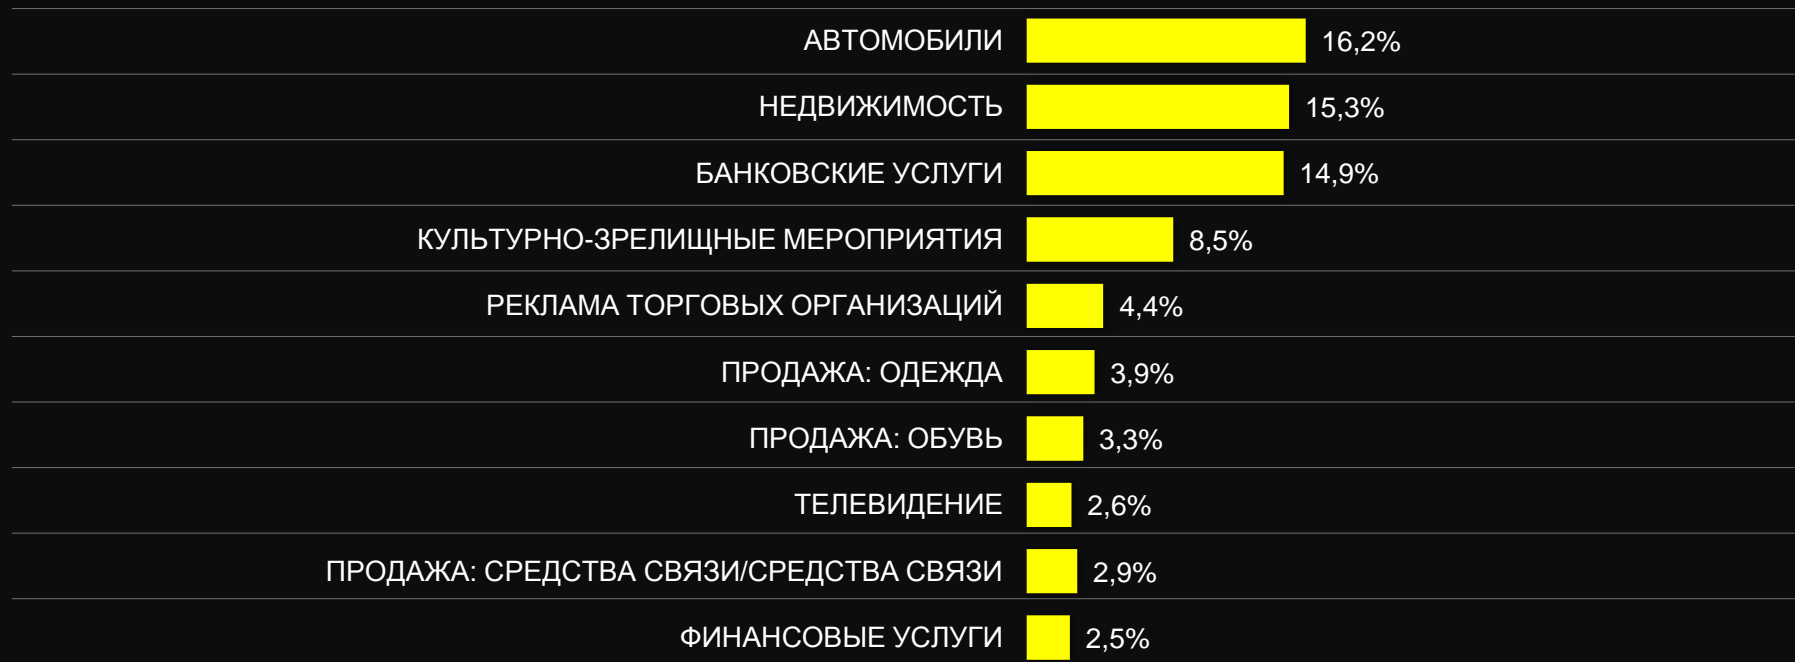 АВТОМОБИЛИ 16,2%
НЕДВИЖИМОСТЬ 15,3%
БАНКОВСКИЕ УСЛУГИ 14,9%
КУЛЬТУРНО-ЗРЕЛИЩНЫЕ МЕРОПРИЯТИЯ 8,5%
РЕКЛАМА ТОРГОВЫХ ОРГАНИЗАЦИЙ 4,4%
ПРОДАЖА: ОДЕЖДА 3,9%
ПРОДАЖА: ОБУВЬ 3,3%
ТЕЛЕВИДЕНИЕ 2,6%
ПРОДАЖА: СРЕДСТВА СВЯЗИ/СРЕДСТВА СВЯЗИ 2,9%
ФИНАНСОВЫЕ УСЛУГИ 2,5%